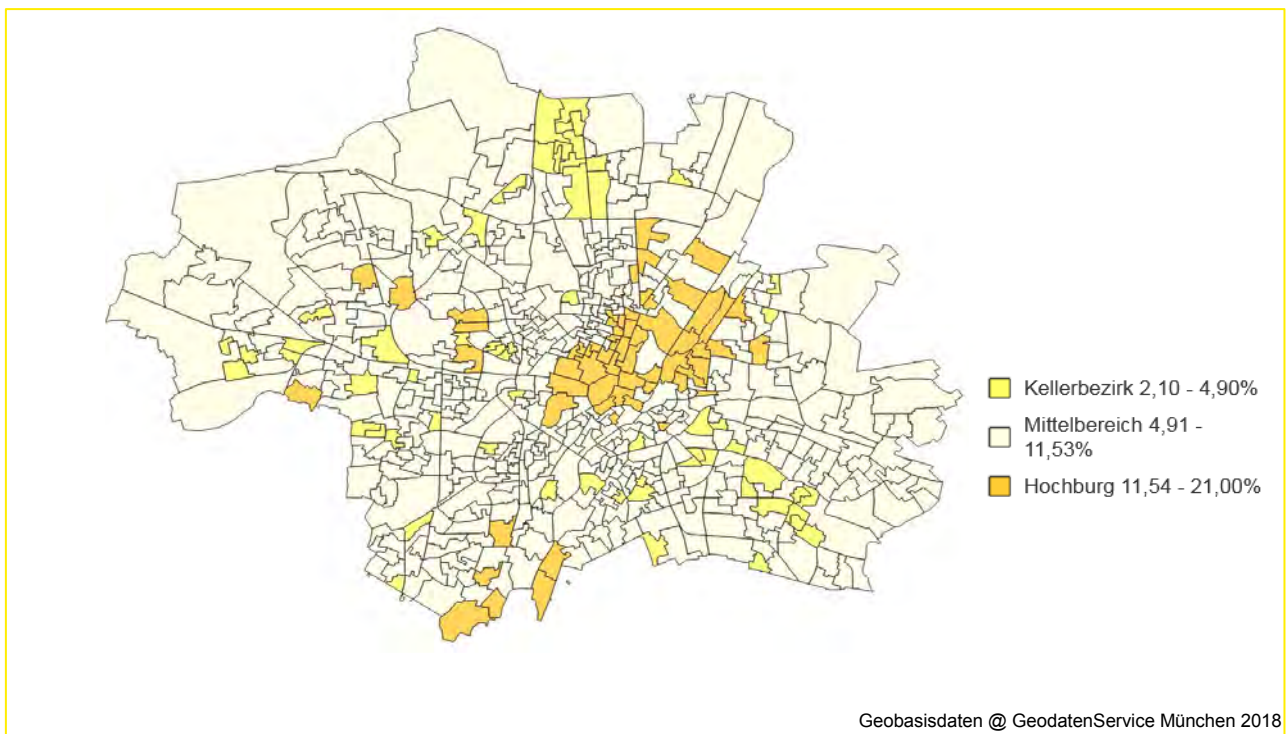 Kellerbezirk 2,10 - 4,90%
Mittelbereich 4,91 -
11,53%
Hochburg 11,54 - 21,00%
Geobasisdaten @ GeodatenService München 2018